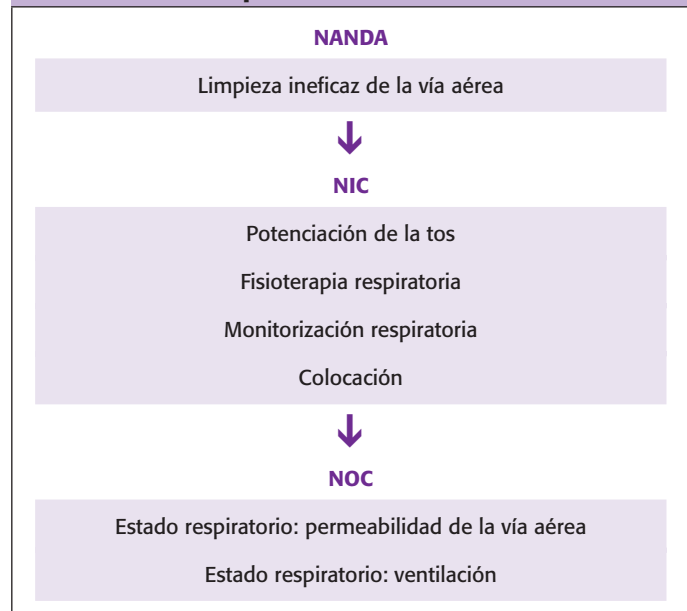 NANDA
Limpieza ineficaz de la vía aérea
NIC
Potenciación de la tos
Fisioterapia respiratoria
Monitorización respiratoria
Colocación
NOC
Estado respiratorio: permeabilidad de la vía aérea
Estado respiratorio: ventilación